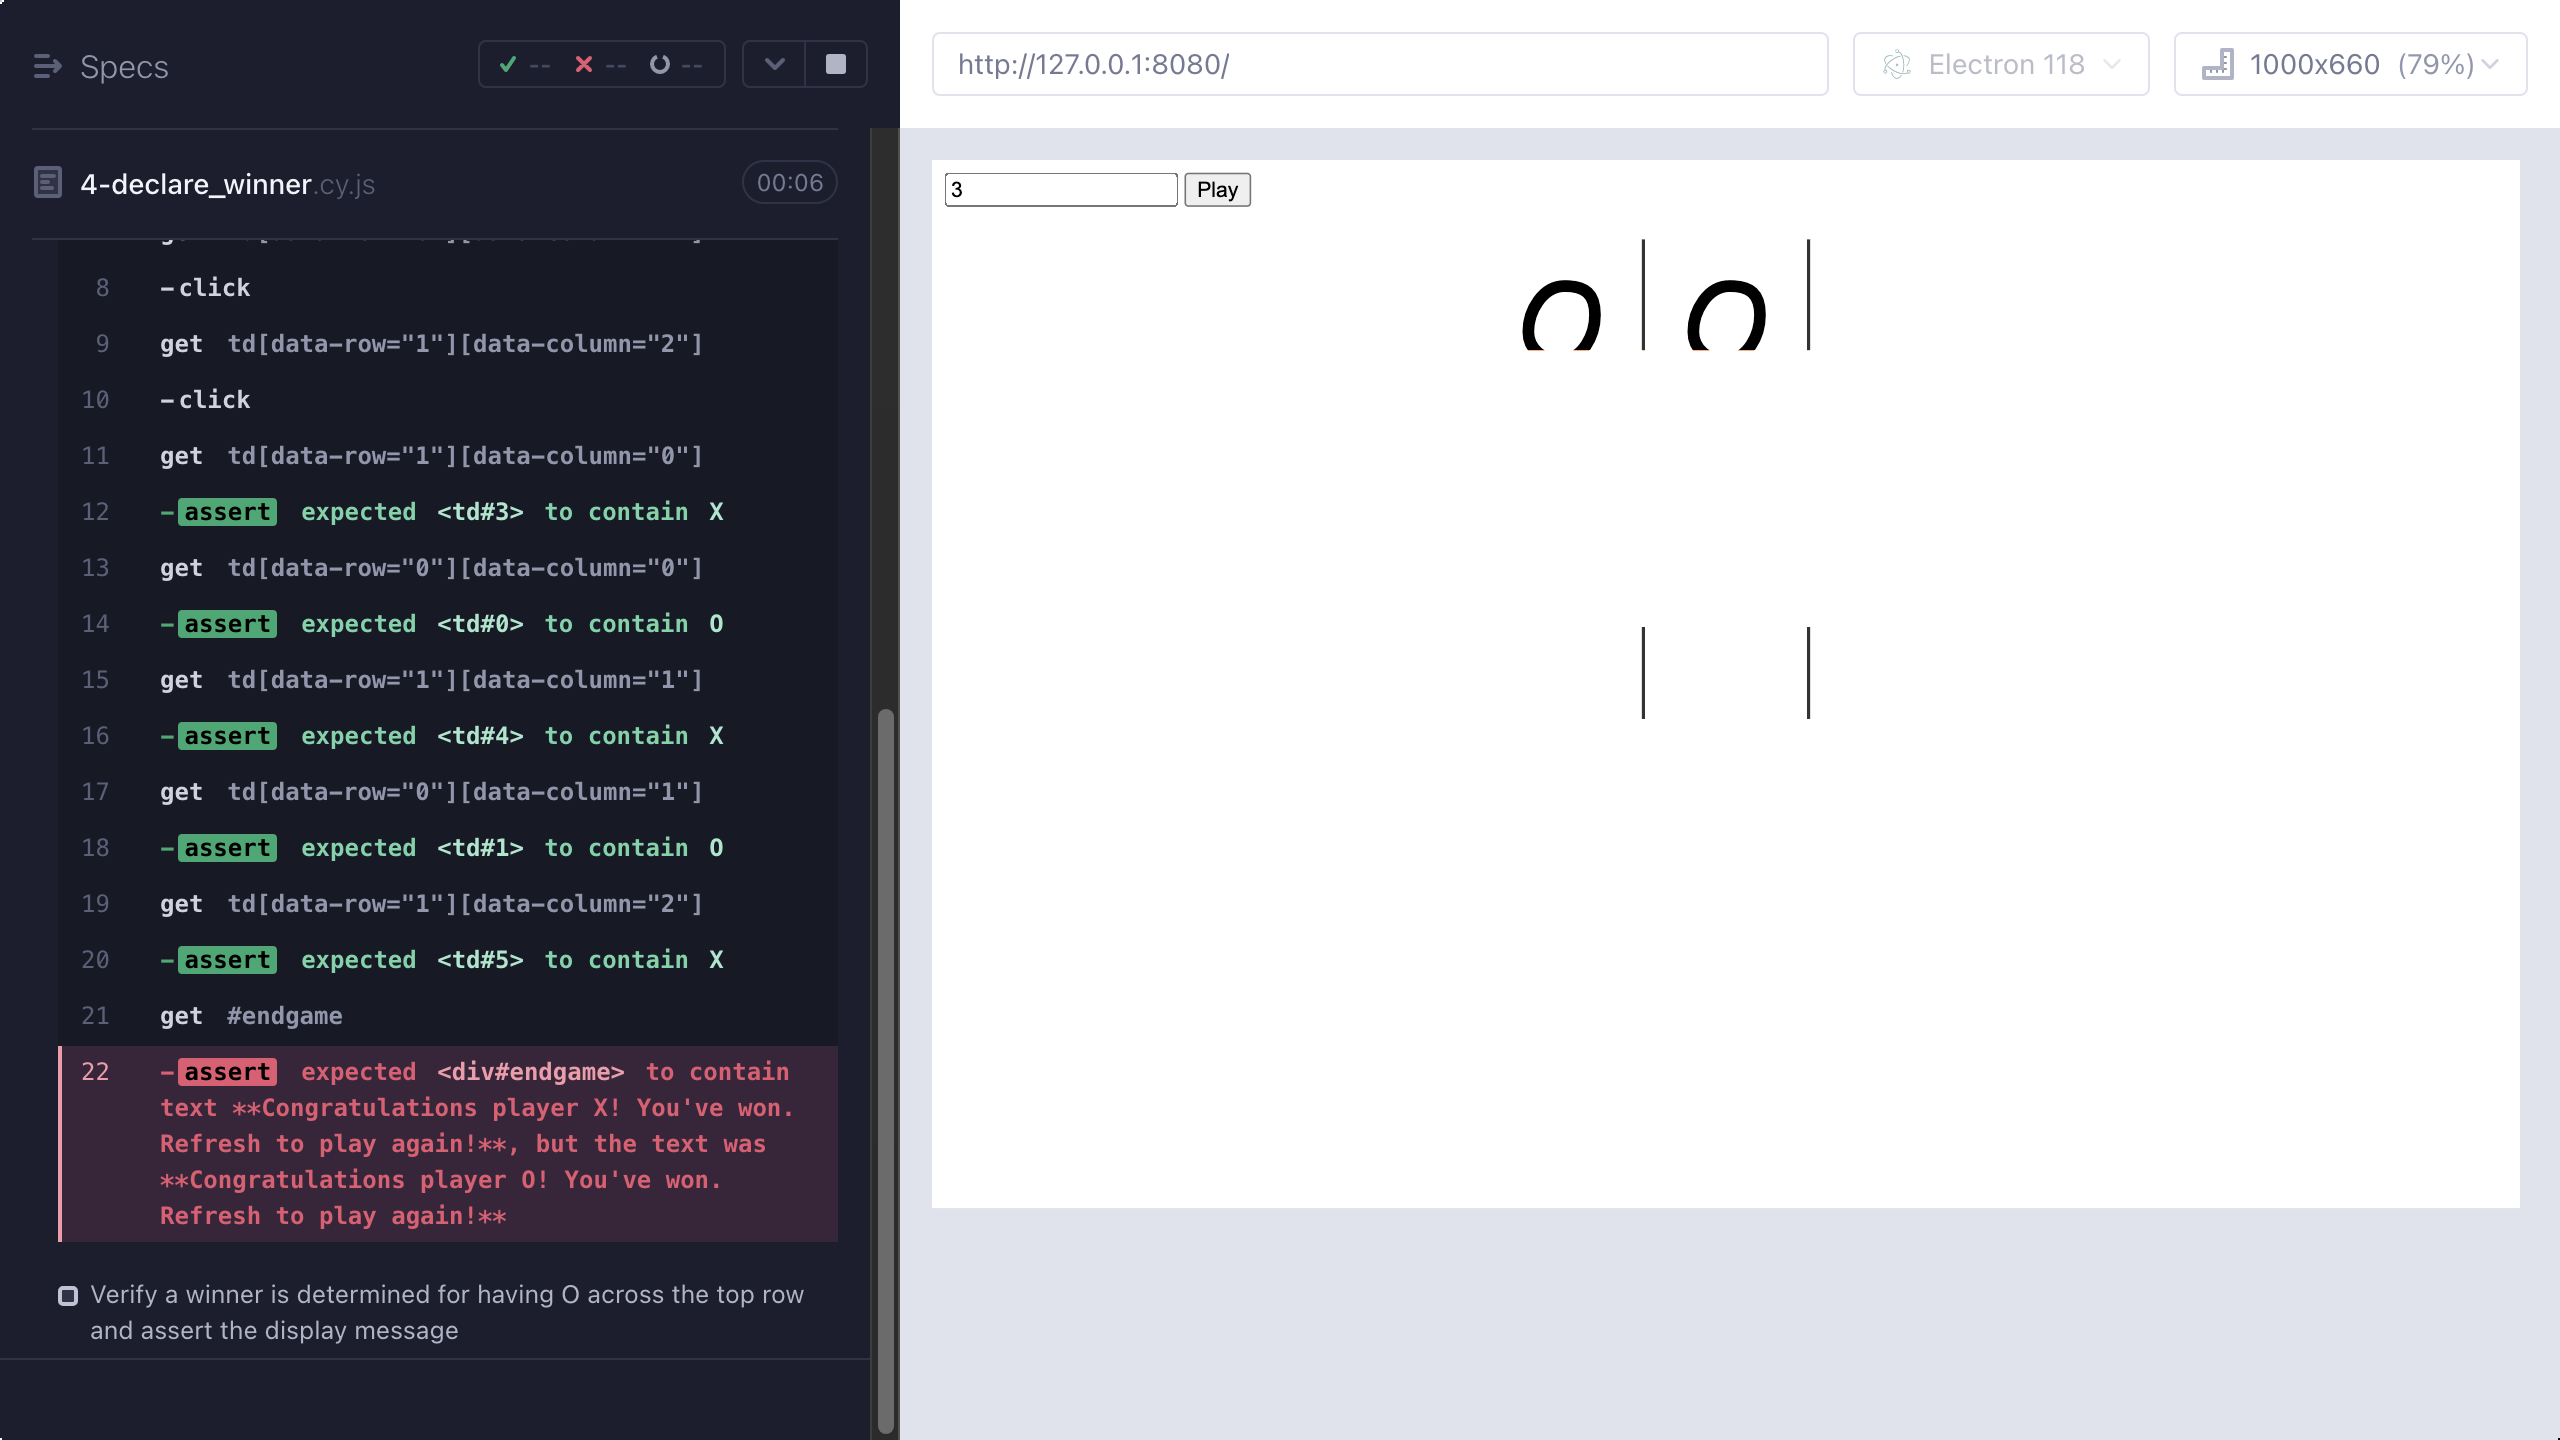 Specs
-- -- --
http://127.0.0.1:8080/
Electron 118
1000x660 (79%)
4-declare_winner.cy.js
00:06
8 -click
9 get td[data-row="1"][data-column="2"]
10 -click
11 get td[data-row="1"][data-column="0"]
12 -assert expected <td#3> to contain X
13 get td[data-row="0"][data-column="0"]
14 -assert expected <td#0> to contain O
15 get td[data-row="1"][data-column="1"]
16 -assert expected <td#4> to contain X
17 get td[data-row="0"][data-column="1"]
18 -assert expected <td#1> to contain O
19 get td[data-row="1"][data-column="2"]
20 -assert expected <td#5> to contain X
21 get #endgame
22 -assert expected <div#endgame> to contain
text **Congratulations player X! You've won.
Refresh to play again!**, but the text was
**Congratulations player O! You've won.
Refresh to play again!**
Verify a winner is determined for having O across the top row
and assert the display message
3 Play
O O